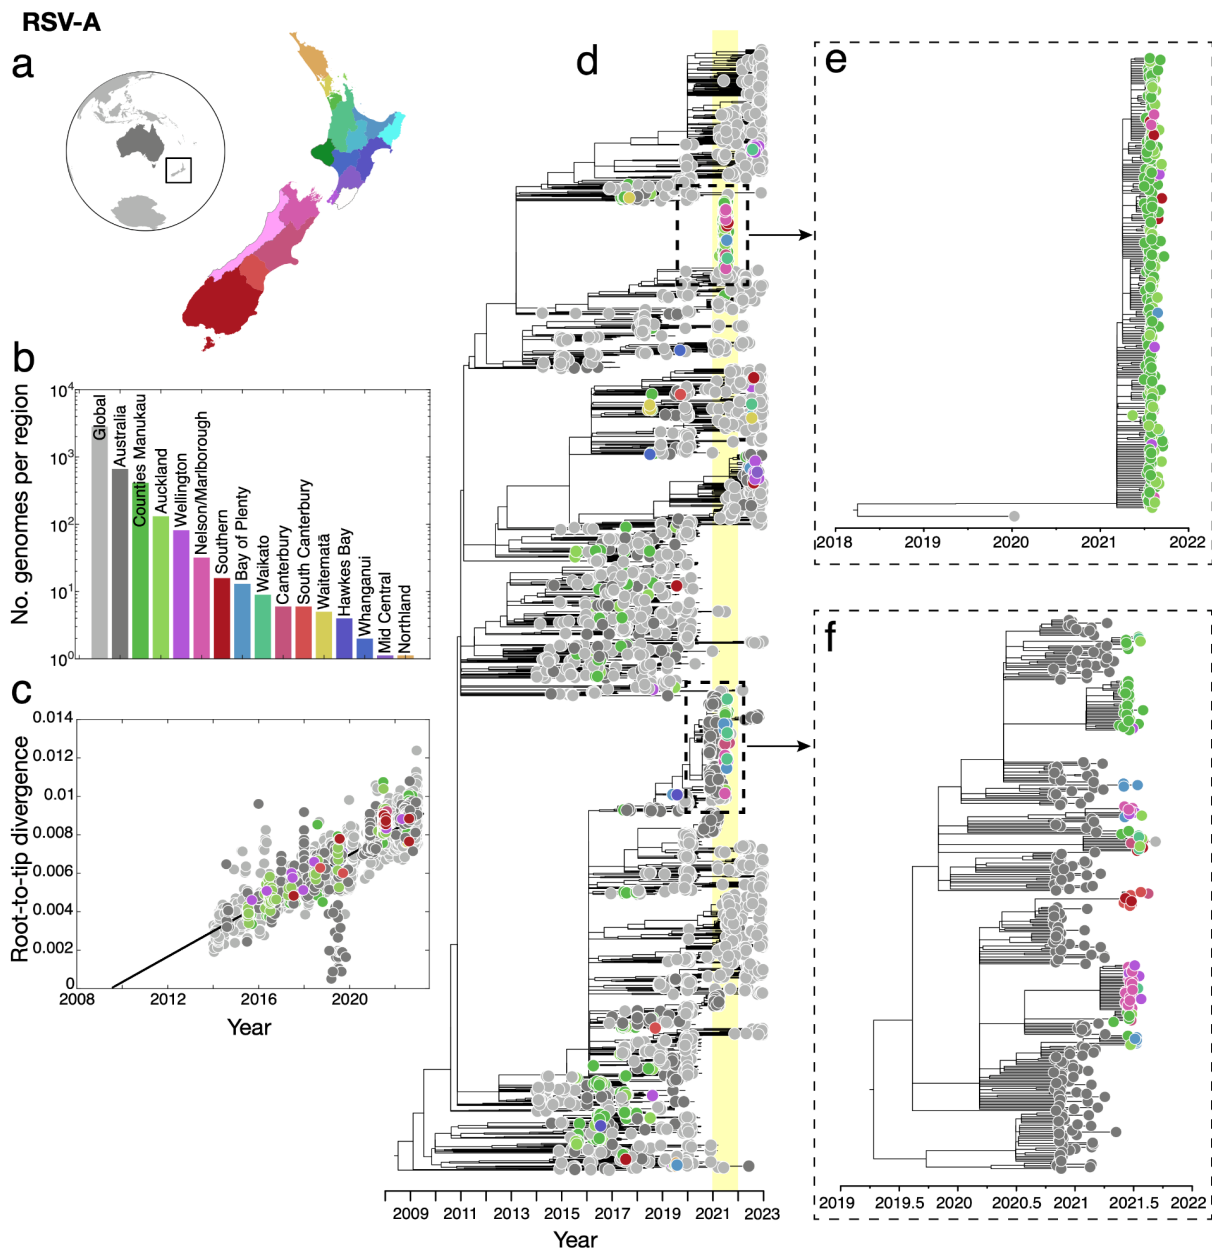 RSV-A
a
b
No. genomes per region
10^4
10^3
10^2
10^1
10^0
Global
Australia
Counties Manukau
Auckland
Wellington
Nelson/Marlborough
Southern
Bay of Plenty
Waikato
Canterbury
South Canterbury
Waitematā
Hawkes Bay
Whanganui
Mid Central
Northland
c
Root-to-tip divergence
0.014
0.012
0.01
0.008
0.006
0.004
0.002
0
2008 2012 2016 2020
Year
d
2009 2011 2013 2015 2017 2019 2021 2023
Year
e
2018 2019 2020 2021 2022
f
2019 2019.5 2020 2020.5 2021 2021.5 2022